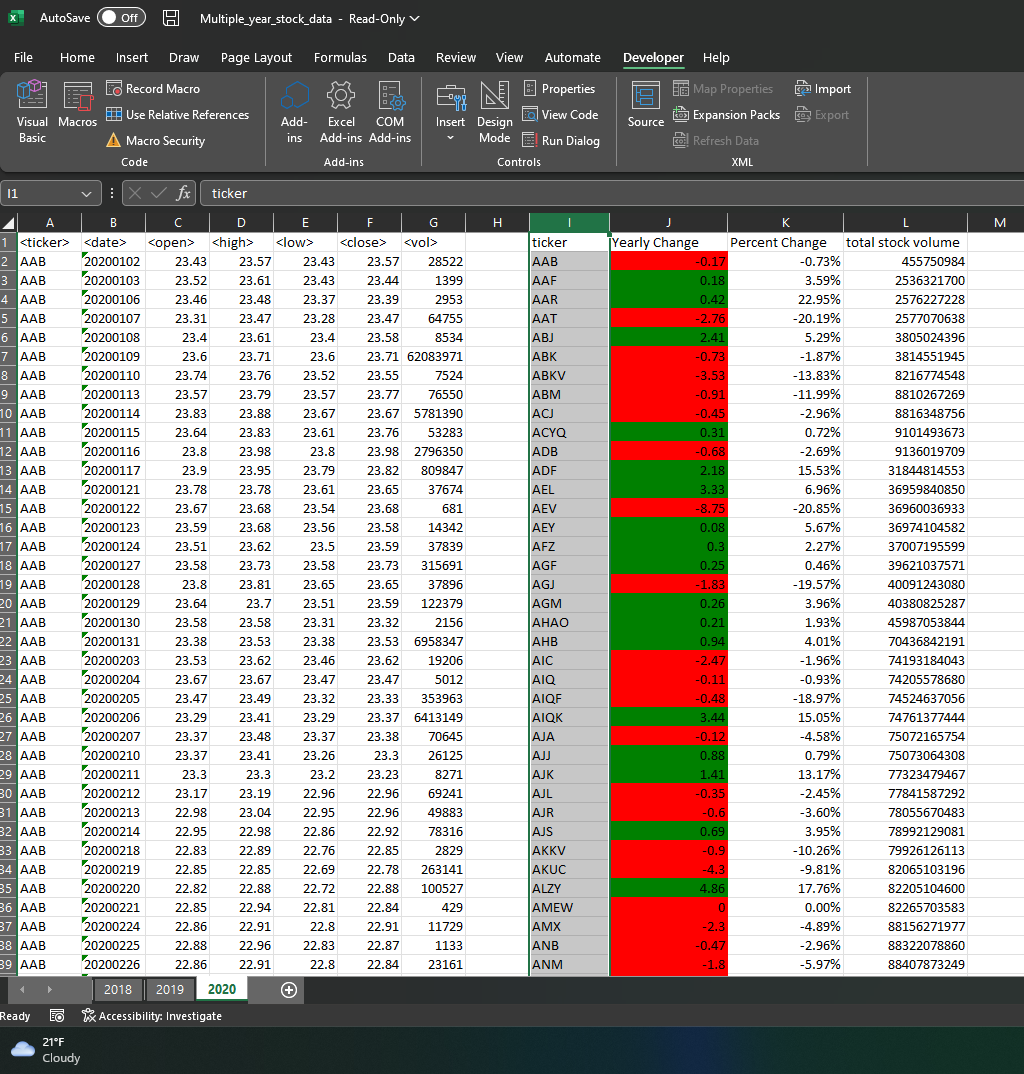 AutoSave Off Multiple_year_stock_data - Read-Only
File Home Insert Draw Page Layout Formulas Data Review View Automate Developer Help
Visual Basic Macros Record Macro Use Relative References Macro Security Add-ins Excel Add-ins COM Add-ins Insert Design Mode Properties View Code Run Dialog Source Map Properties Expansion Packs Refresh Data Import Export
Code Add-ins Controls XML
I1 fx ticker
A B C D E F G H I J K L M
1 <ticker> <date> <open> <high> <low> <close> <vol> ticker Yearly Change Percent Change total stock volume
2 AAB 20200102 23.43 23.57 23.43 23.57 28522 AAB -0.17 -0.73% 455750984
3 AAB 20200103 23.52 23.61 23.43 23.44 1399 AAF 0.18 3.59% 2536321700
4 AAB 20200106 23.46 23.48 23.37 23.39 2953 AAR 0.42 22.95% 2576227228
5 AAB 20200107 23.31 23.47 23.28 23.47 64755 AAT -2.76 -20.19% 2577070638
6 AAB 20200108 23.4 23.61 23.4 23.58 8534 ABJ 2.41 5.29% 3805024396
7 AAB 20200109 23.6 23.71 23.6 23.71 62083971 ABK -0.73 -1.87% 3814551945
8 AAB 20200110 23.74 23.76 23.52 23.55 7524 ABKV -3.53 -13.83% 8216774548
9 AAB 20200113 23.57 23.79 23.57 23.77 76550 ABM -0.91 -11.99% 8810267269
10 AAB 20200114 23.83 23.88 23.67 23.67 5781390 ACJ -0.45 -2.96% 8816348756
11 AAB 20200115 23.64 23.83 23.61 23.76 53283 ACYQ 0.31 0.72% 9101493673
12 AAB 20200116 23.8 23.98 23.8 23.98 2796350 ADB -0.68 -2.69% 9136019709
13 AAB 20200117 23.9 23.95 23.79 23.82 809847 ADF 2.18 15.53% 31844814553
14 AAB 20200121 23.78 23.78 23.61 23.65 37674 AEL 3.33 6.96% 36959840850
15 AAB 20200122 23.67 23.68 23.54 23.68 681 AEV -8.75 -20.85% 36960036933
16 AAB 20200123 23.59 23.68 23.56 23.58 14342 AEY 0.08 5.67% 36974104582
17 AAB 20200124 23.51 23.62 23.5 23.59 37839 AFZ 0.3 2.27% 37007195599
18 AAB 20200127 23.58 23.73 23.58 23.73 315691 AGF 0.25 0.46% 39621037571
19 AAB 20200128 23.8 23.81 23.65 23.65 37896 AGJ -1.83 -19.57% 40091243080
20 AAB 20200129 23.64 23.7 23.51 23.59 122379 AGM 0.26 3.96% 40380825287
21 AAB 20200130 23.58 23.58 23.31 23.32 2156 AHAO 0.21 1.93% 45987053844
22 AAB 20200131 23.38 23.53 23.38 23.53 6958347 AHB 0.94 4.01% 70436842191
23 AAB 20200203 23.53 23.62 23.46 23.62 19206 AIC -2.47 -1.96% 74193184043
24 AAB 20200204 23.67 23.67 23.47 23.47 5012 AIQ -0.11 -0.93% 74205578680
25 AAB 20200205 23.47 23.49 23.32 23.33 353963 AIQF -0.48 -18.97% 74524637056
26 AAB 20200206 23.29 23.41 23.29 23.37 6413149 AIQK 3.44 15.05% 74761377444
27 AAB 20200207 23.37 23.48 23.37 23.38 70645 AJA -0.12 -4.58% 75072165754
28 AAB 20200210 23.37 23.41 23.26 23.3 26125 AJJ 0.88 0.79% 75073064308
29 AAB 20200211 23.3 23.3 23.2 23.23 8271 AJK 1.41 13.17% 77323479467
30 AAB 20200212 23.17 23.19 22.96 22.96 69241 AJL -0.35 -2.45% 77841587292
31 AAB 20200213 22.98 23.04 22.95 22.96 49883 AJR -0.6 -3.60% 78055670483
32 AAB 20200214 22.95 22.98 22.86 22.92 78316 AJS 0.69 3.95% 78992129081
33 AAB 20200218 22.83 22.89 22.76 22.85 2829 AKKV -0.9 -10.26% 79926126113
34 AAB 20200219 22.85 22.85 22.69 22.78 263141 AKUC -4.3 -9.81% 82065103196
35 AAB 20200220 22.82 22.88 22.72 22.88 100527 ALZY 4.86 17.76% 82205104600
36 AAB 20200221 22.85 22.94 22.81 22.84 429 AMEW 0 0.00% 82265703583
37 AAB 20200224 22.86 22.91 22.8 22.91 11729 AMX -2.3 -4.89% 88156271977
38 AAB 20200225 22.88 22.96 22.83 22.87 1133 ANB -0.47 -2.96% 88322078860
39 AAB 20200226 22.86 22.91 22.8 22.84 23161 ANM -1.8 -5.97% 88407873249
2018 2019 2020
Ready Accessibility: Investigate
21°F
Cloudy